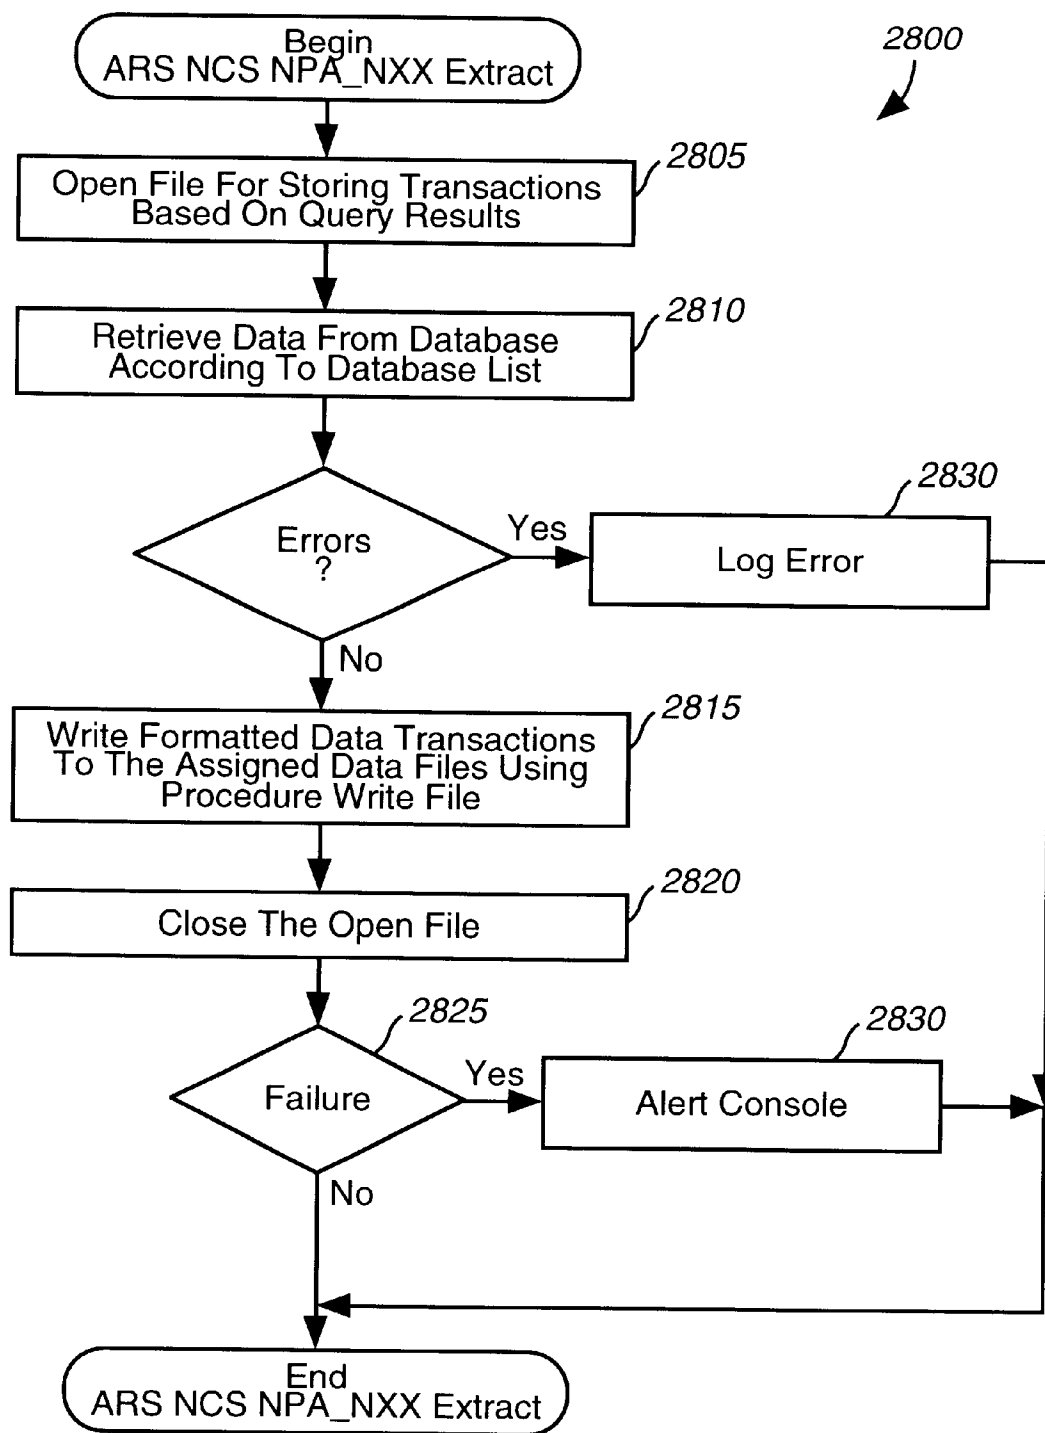 Begin
ARS NCS NPA_NXX Extract
2800
2805
Open File For Storing Transactions
Based On Query Results
2810
Retrieve Data From Database
According To Database List
Errors
?
Yes
2830
Log Error
No
2815
Write Formatted Data Transactions
To The Assigned Data Files Using
Procedure Write File
2820
Close The Open File
2825
Failure
Yes
2830
Alert Console
No
End
ARS NCS NPA_NXX Extract